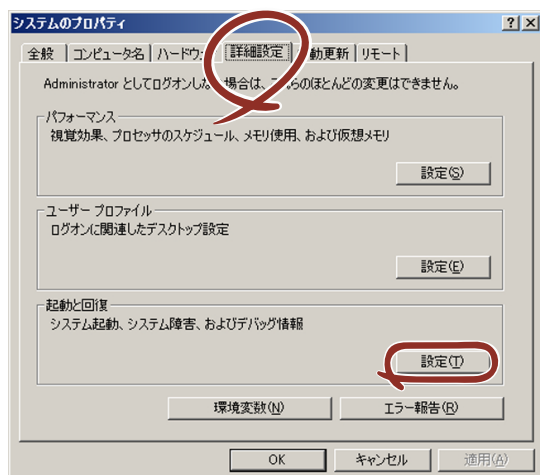 システムのプロパティ
全般 コンピュータ名 ハードウ 詳細設定 動更新 リモート
Administrator としてログオンしな 場合は、 らのほとんどの変更はできません。
パフォーマンス
視覚効果、プロセッサのスケジュール、メモリ使用、および仮想メモリ
設定(S)
ユーザー プロファイル
ログオンに関連したデスクトップ設定
設定(E)
起動と回復
システム起動、システム障害、およびデバッグ情報
設定(T)
環境変数(N) エラー報告(R)
OK キャンセル 適用(A)